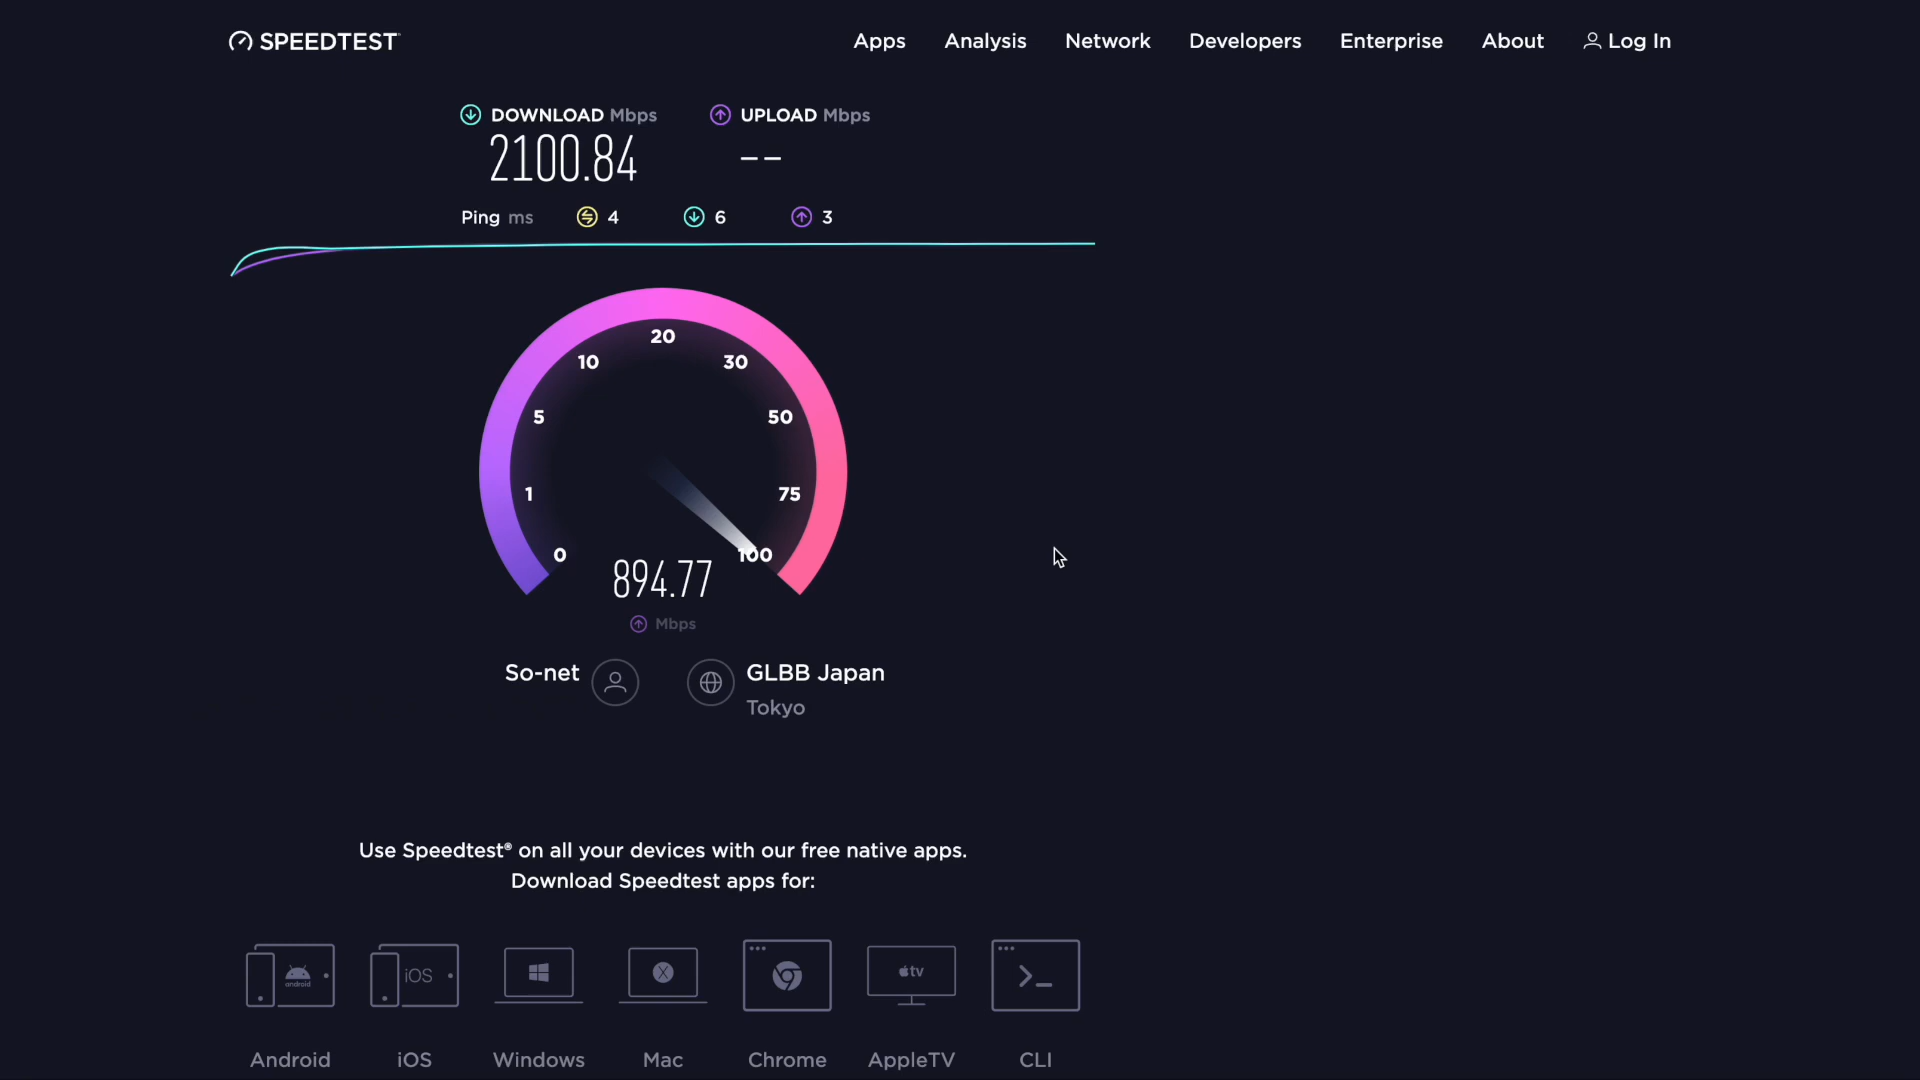 SPEEDTEST
Apps Analysis Network Developers Enterprise About Log In
DOWNLOAD Mbps UPLOAD Mbps
2100.84 --
Ping ms 4 6 3
20
10 30
5 50
1 75
0 100
894.77
Mbps
So-net GLBB Japan
Tokyo
Use Speedtest® on all your devices with our free native apps.
Download Speedtest apps for:
android iOS X tv
Android iOS Windows Mac Chrome AppleTV CLI